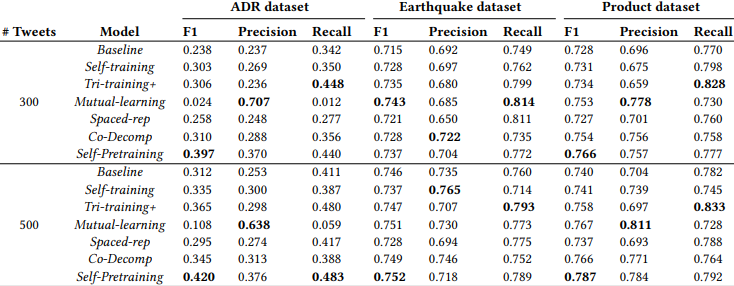 ADR dataset Earthquake dataset Product dataset
# Tweets Model F1 Precision Recall F1 Precision Recall F1 Precision Recall
Baseline 0.238 0.237 0.342 0.715 0.692 0.749 0.728 0.696 0.770
Self-training 0.303 0.269 0.350 0.728 0.697 0.762 0.731 0.675 0.798
Tri-training+ 0.306 0.236 0.448 0.735 0.680 0.799 0.734 0.659 0.828
300 Mutual-learning 0.024 0.707 0.012 0.743 0.685 0.814 0.753 0.778 0.730
Spaced-rep 0.258 0.248 0.277 0.721 0.650 0.811 0.727 0.701 0.760
Co-Decomp 0.310 0.288 0.356 0.728 0.722 0.735 0.754 0.756 0.758
Self-Pretraining 0.397 0.370 0.440 0.737 0.704 0.772 0.766 0.757 0.777
Baseline 0.312 0.253 0.411 0.746 0.735 0.760 0.740 0.704 0.782
Self-training 0.335 0.300 0.387 0.737 0.765 0.714 0.741 0.739 0.745
Tri-training+ 0.365 0.298 0.480 0.747 0.707 0.793 0.758 0.697 0.833
500 Mutual-learning 0.108 0.638 0.059 0.751 0.730 0.773 0.767 0.811 0.728
Spaced-rep 0.295 0.274 0.417 0.728 0.694 0.775 0.737 0.693 0.788
Co-Decomp 0.345 0.313 0.388 0.749 0.746 0.752 0.766 0.771 0.764
Self-Pretraining 0.420 0.376 0.483 0.752 0.718 0.789 0.787 0.784 0.792